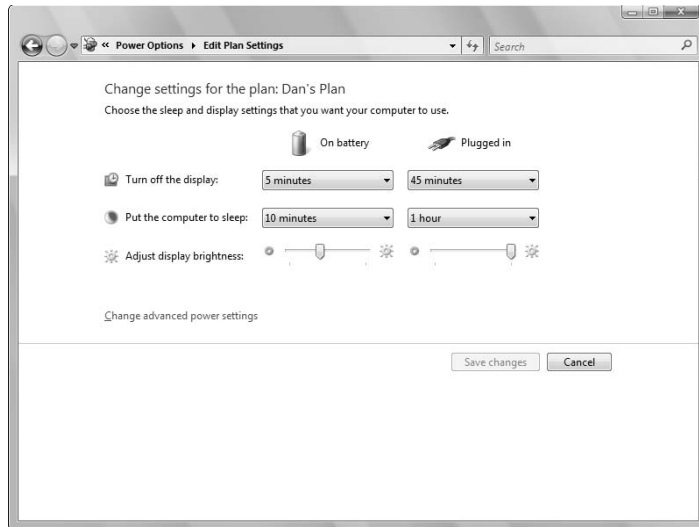 « Power Options ▸ Edit Plan Settings Search
Change settings for the plan: Dan's Plan
Choose the sleep and display settings that you want your computer to use.
On battery Plugged in
Turn off the display: 5 minutes 45 minutes
Put the computer to sleep: 10 minutes 1 hour
Adjust display brightness:
Change advanced power settings
Save changes Cancel